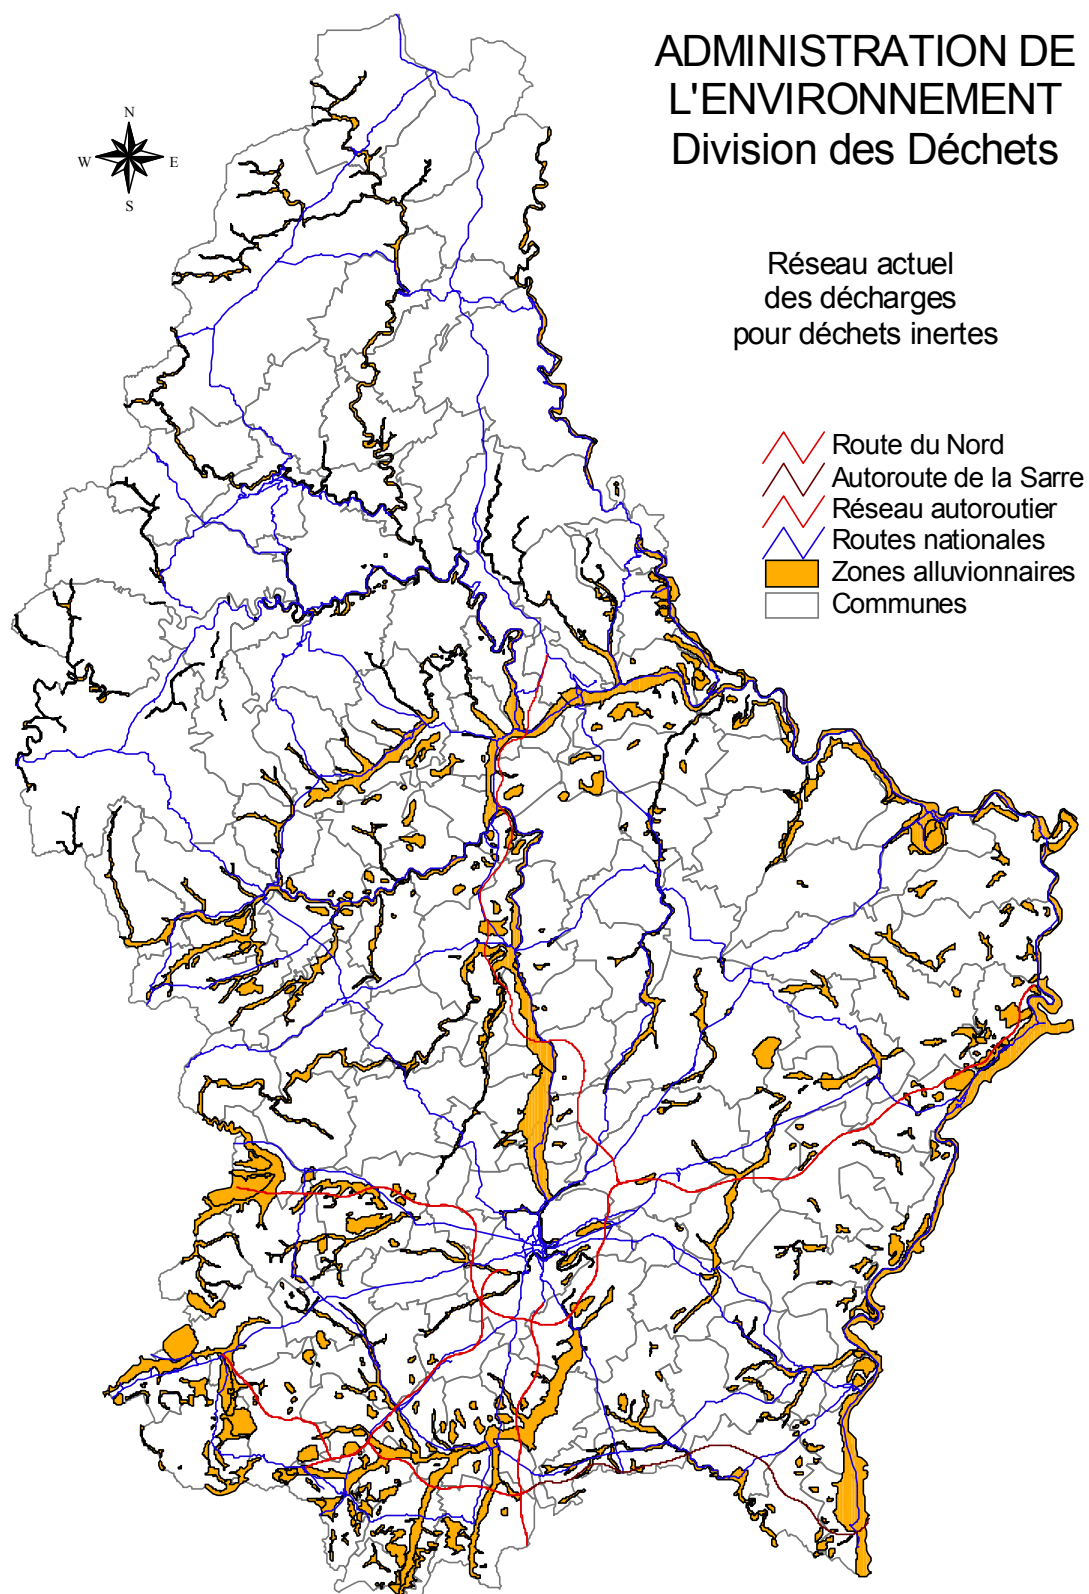 ADMINISTRATION DE
L'ENVIRONNEMENT
Division des Déchets
N
W E
S
Réseau actuel
des décharges
pour déchets inertes
Route du Nord
Autoroute de la Sarre
Réseau autoroutier
Routes nationales
Zones alluvionnaires
Communes